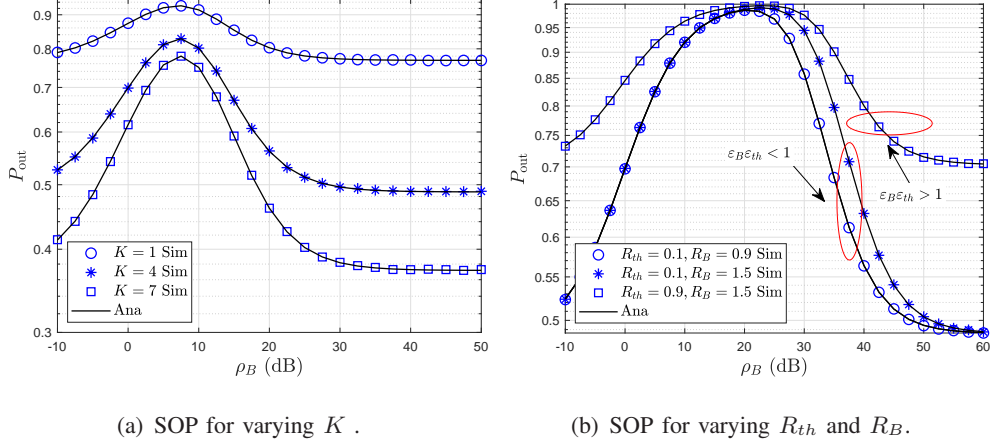 0.9
0.8
0.7
0.6
0.5
0.4
0.3
P_out
-10 0 10 20 30 40 50
ρ_B (dB)
K = 1 Sim
K = 4 Sim
K = 7 Sim
Ana
(a) SOP for varying K .
1
0.95
0.9
0.85
0.8
0.75
0.7
0.65
0.6
0.55
0.5
P_out
-10 0 10 20 30 40 50 60
ρ_B (dB)
ε_Bε_th < 1
ε_Bε_th > 1
R_th = 0.1, R_B = 0.9 Sim
R_th = 0.1, R_B = 1.5 Sim
R_th = 0.9, R_B = 1.5 Sim
Ana
(b) SOP for varying R_th and R_B.